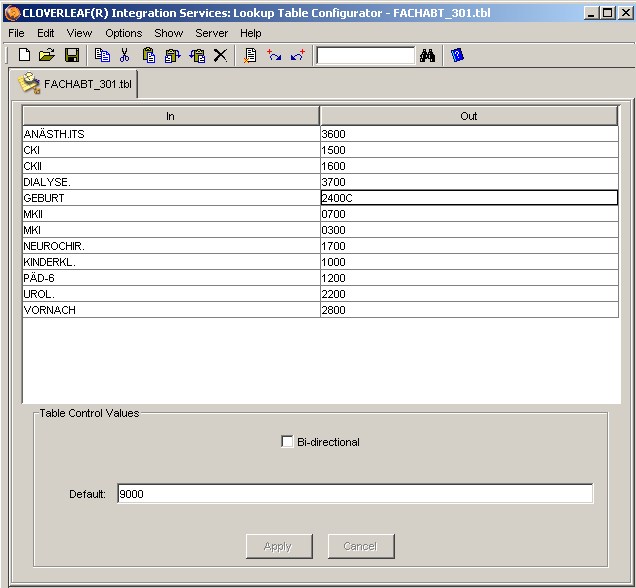 CLOVERLEAF(R) Integration Services: Lookup Table Configurator - FACHABT_301.tbl
File Edit View Options Show Server Help
FACHABT_301.tbl
In Out
ANÄSTH.ITS 3600
CKI 1500
CKII 1600
DIALYSE. 3700
GEBURT 2400C
MKII 0700
MKI 0300
NEUROCHIR. 1700
KINDERKL. 1000
PÄD-6 1200
UROL. 2200
VORNACH 2800
Table Control Values
Bi-directional
Default: 9000
Apply Cancel